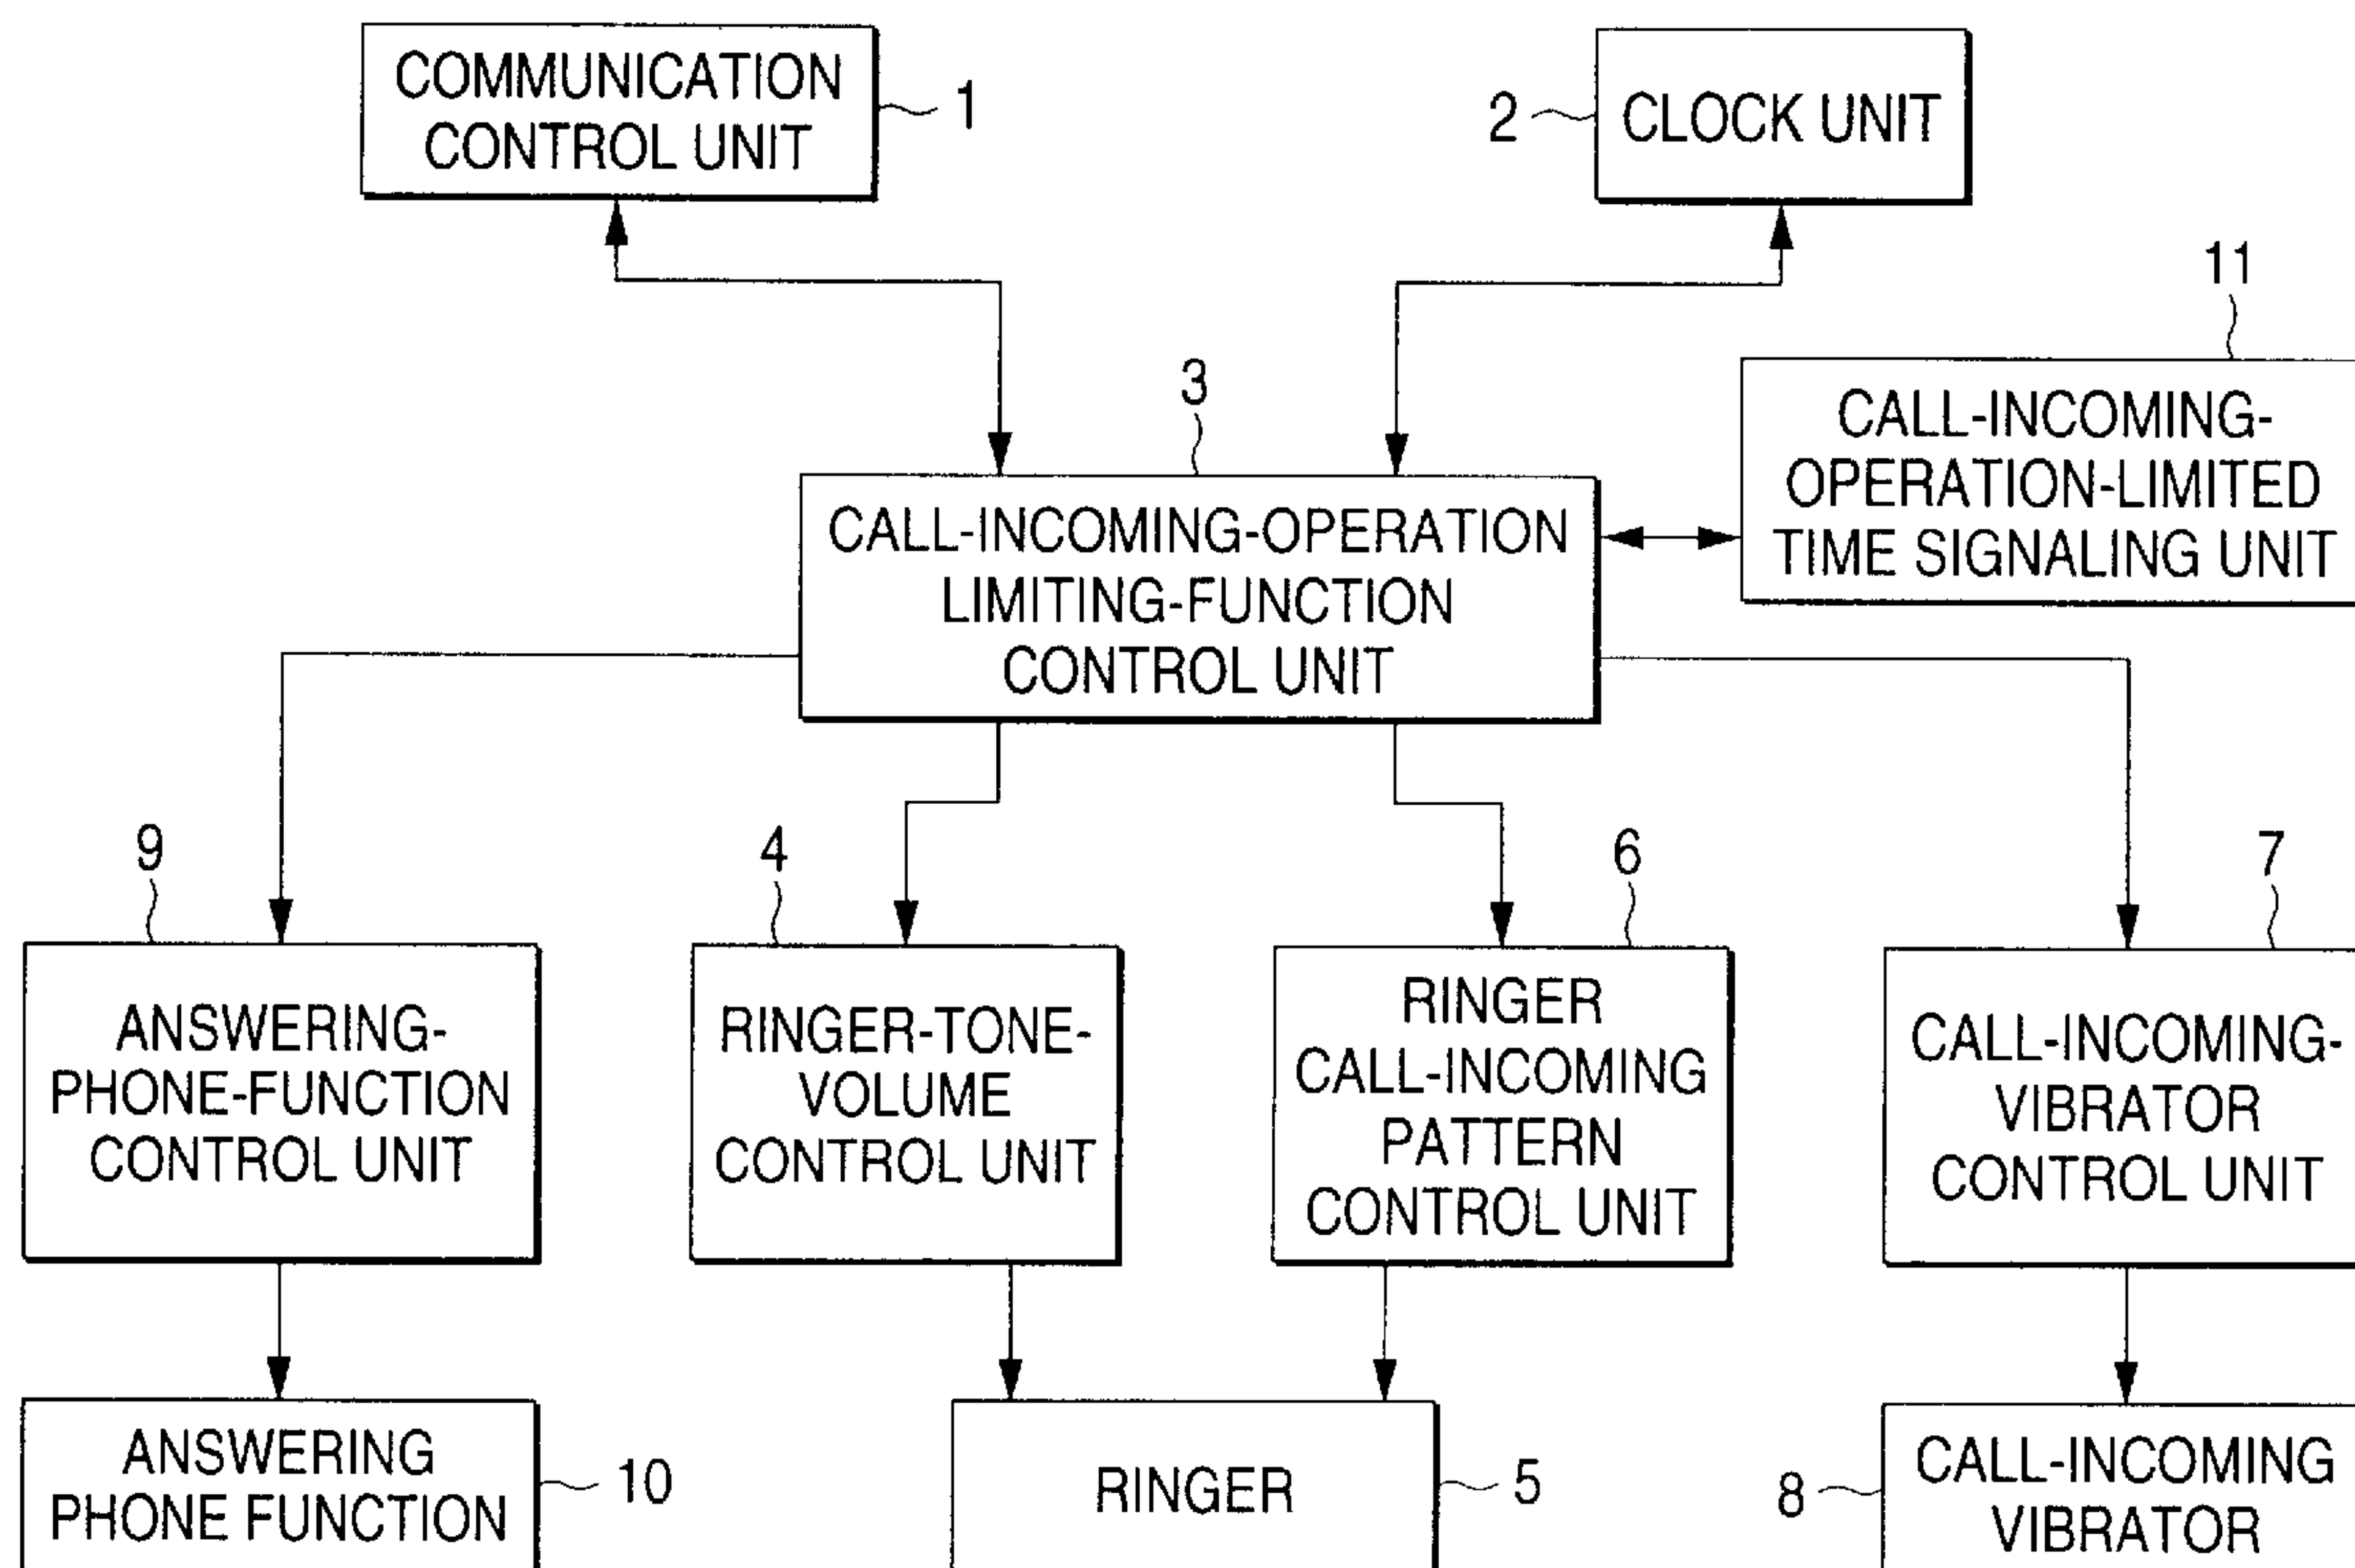 COMMUNICATION
CONTROL UNIT
1
2
CLOCK UNIT
11
CALL-INCOMING-
OPERATION-LIMITED
TIME SIGNALING UNIT
3
CALL-INCOMING-OPERATION
LIMITING-FUNCTION
CONTROL UNIT
9
ANSWERING-
PHONE-FUNCTION
CONTROL UNIT
4
RINGER-TONE-
VOLUME
CONTROL UNIT
6
RINGER
CALL-INCOMING
PATTERN
CONTROL UNIT
7
CALL-INCOMING-
VIBRATOR
CONTROL UNIT
ANSWERING
PHONE FUNCTION
10
RINGER
5
8
CALL-INCOMING
VIBRATOR